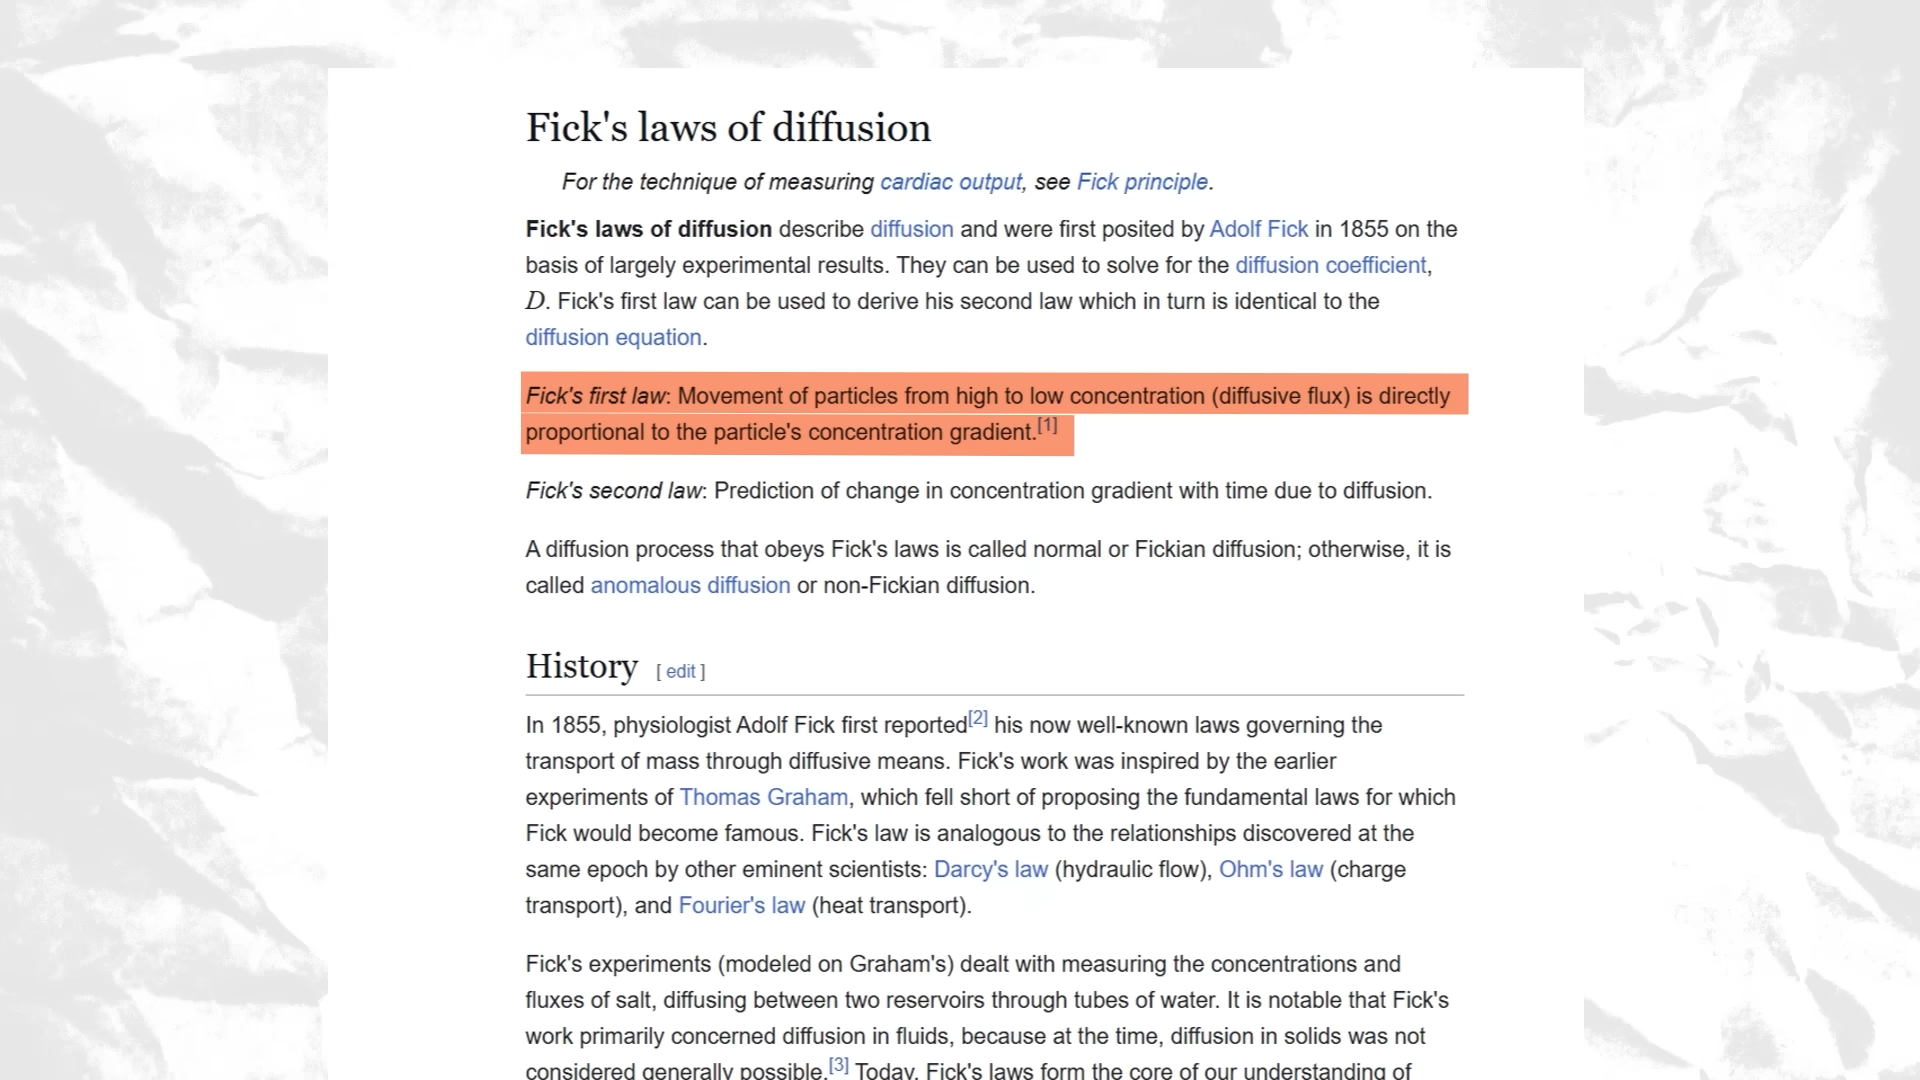 Fick's laws of diffusion
For the technique of measuring cardiac output, see Fick principle.
Fick's laws of diffusion describe diffusion and were first posited by Adolf Fick in 1855 on the
basis of largely experimental results. They can be used to solve for the diffusion coefficient,
D. Fick's first law can be used to derive his second law which in turn is identical to the
diffusion equation.
Fick's first law: Movement of particles from high to low concentration (diffusive flux) is directly
proportional to the particle's concentration gradient.[1]
Fick's second law: Prediction of change in concentration gradient with time due to diffusion.
A diffusion process that obeys Fick's laws is called normal or Fickian diffusion; otherwise, it is
called anomalous diffusion or non-Fickian diffusion.
History [ edit ]
In 1855, physiologist Adolf Fick first reported[2] his now well-known laws governing the
transport of mass through diffusive means. Fick's work was inspired by the earlier
experiments of Thomas Graham, which fell short of proposing the fundamental laws for which
Fick would become famous. Fick's law is analogous to the relationships discovered at the
same epoch by other eminent scientists: Darcy's law (hydraulic flow), Ohm's law (charge
transport), and Fourier's law (heat transport).
Fick's experiments (modeled on Graham's) dealt with measuring the concentrations and
fluxes of salt, diffusing between two reservoirs through tubes of water. It is notable that Fick's
work primarily concerned diffusion in fluids, because at the time, diffusion in solids was not
considered generally possible.[3] Today, Fick's laws form the core of our understanding of